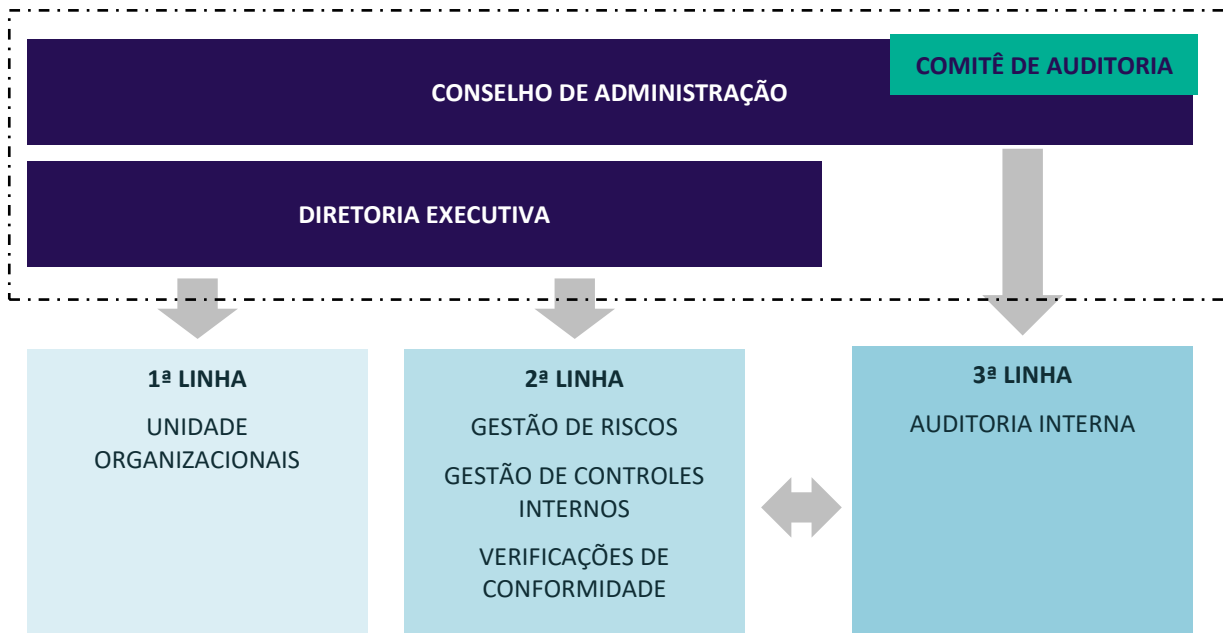 COMITÊ DE AUDITORIA
CONSELHO DE ADMINISTRAÇÃO
DIRETORIA EXECUTIVA
1ª LINHA
UNIDADE
ORGANIZACIONAIS
2ª LINHA
GESTÃO DE RISCOS
GESTÃO DE CONTROLES
INTERNOS
VERIFICAÇÕES DE
CONFORMIDADE
3ª LINHA
AUDITORIA INTERNA